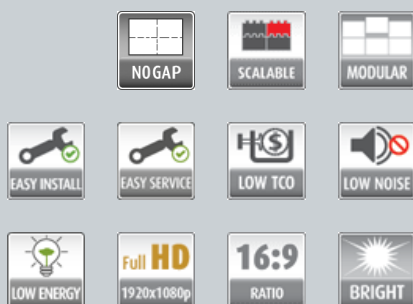 NO GAP
SCALABLE
MODULAR
EASY INSTALL
EASY SERVICE
LOW TCO
LOW NOISE
LOW ENERGY
Full HD
1920x1080p
16:9
RATIO
BRIGHT